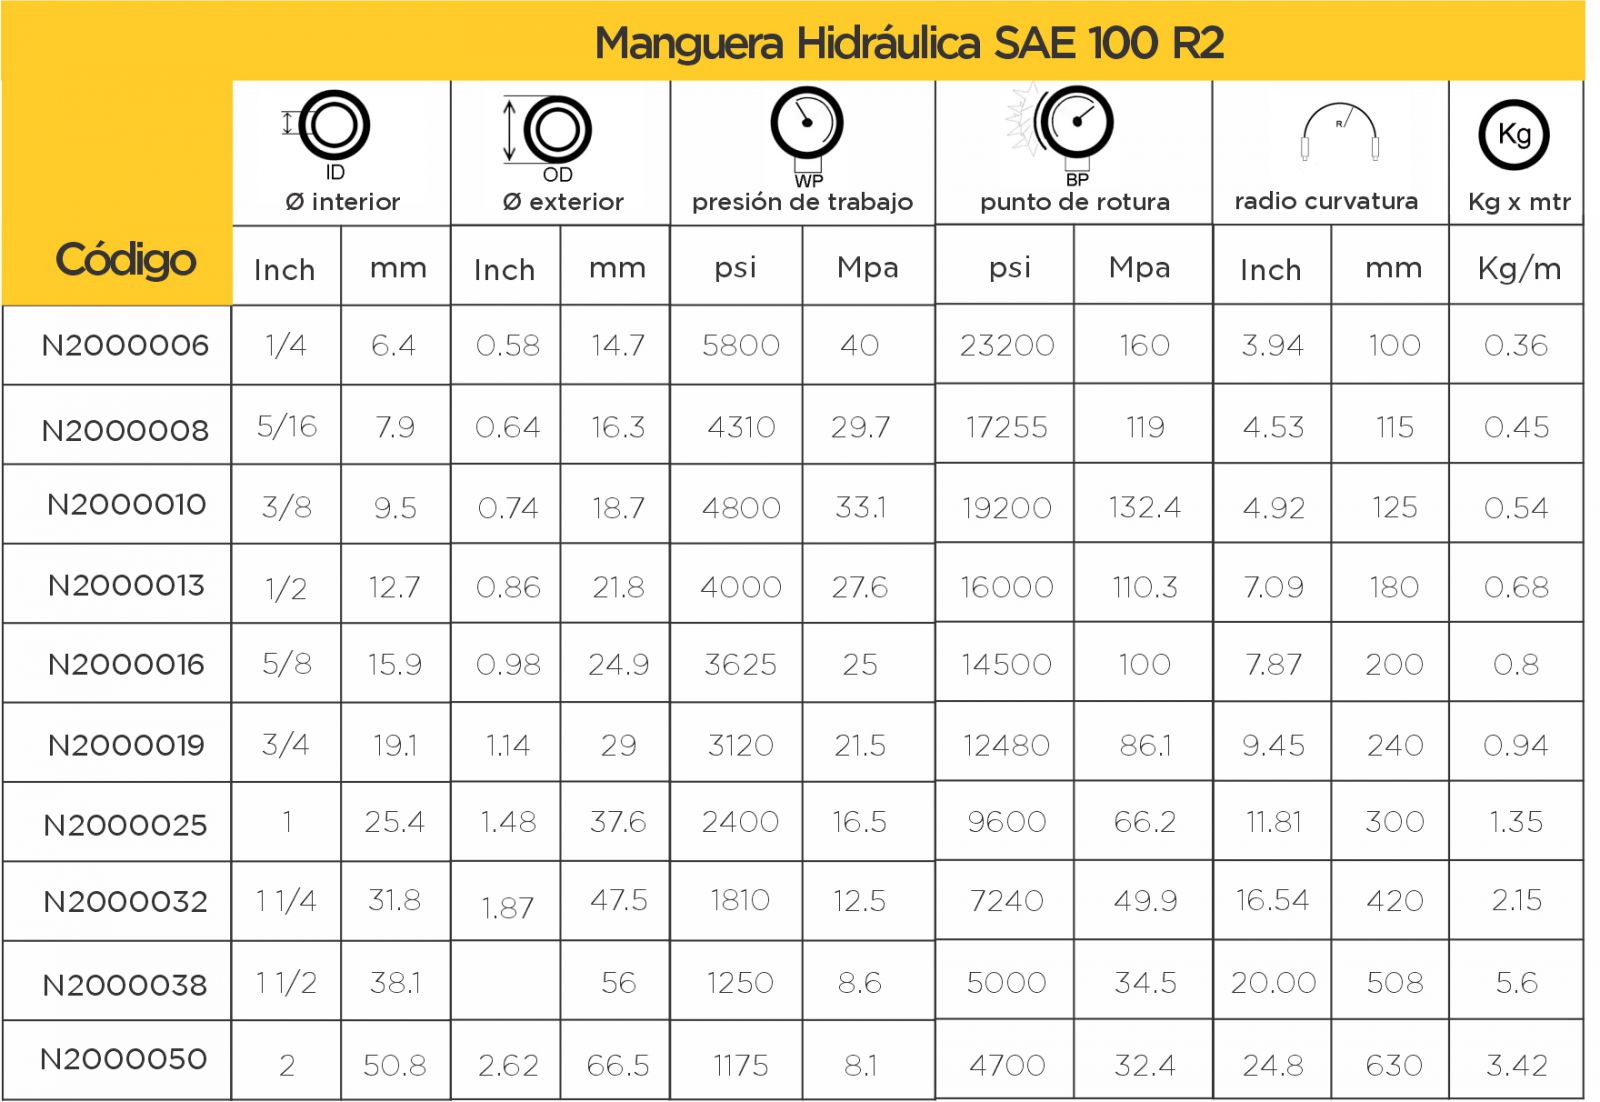 Manguera Hidráulica SAE 100 R2
ID OD WP BP R Kg
Ø interior Ø exterior presión de trabajo punto de rotura radio curvatura Kg x mtr
Código Inch mm Inch mm psi Mpa psi Mpa Inch mm Kg/m
N2000006 1/4 6.4 0.58 14.7 5800 40 23200 160 3.94 100 0.36
N2000008 5/16 7.9 0.64 16.3 4310 29.7 17255 119 4.53 115 0.45
N2000010 3/8 9.5 0.74 18.7 4800 33.1 19200 132.4 4.92 125 0.54
N2000013 1/2 12.7 0.86 21.8 4000 27.6 16000 110.3 7.09 180 0.68
N2000016 5/8 15.9 0.98 24.9 3625 25 14500 100 7.87 200 0.8
N2000019 3/4 19.1 1.14 29 3120 21.5 12480 86.1 9.45 240 0.94
N2000025 1 25.4 1.48 37.6 2400 16.5 9600 66.2 11.81 300 1.35
N2000032 1 1/4 31.8 1.87 47.5 1810 12.5 7240 49.9 16.54 420 2.15
N2000038 1 1/2 38.1 56 1250 8.6 5000 34.5 20.00 508 5.6
N2000050 2 50.8 2.62 66.5 1175 8.1 4700 32.4 24.8 630 3.42